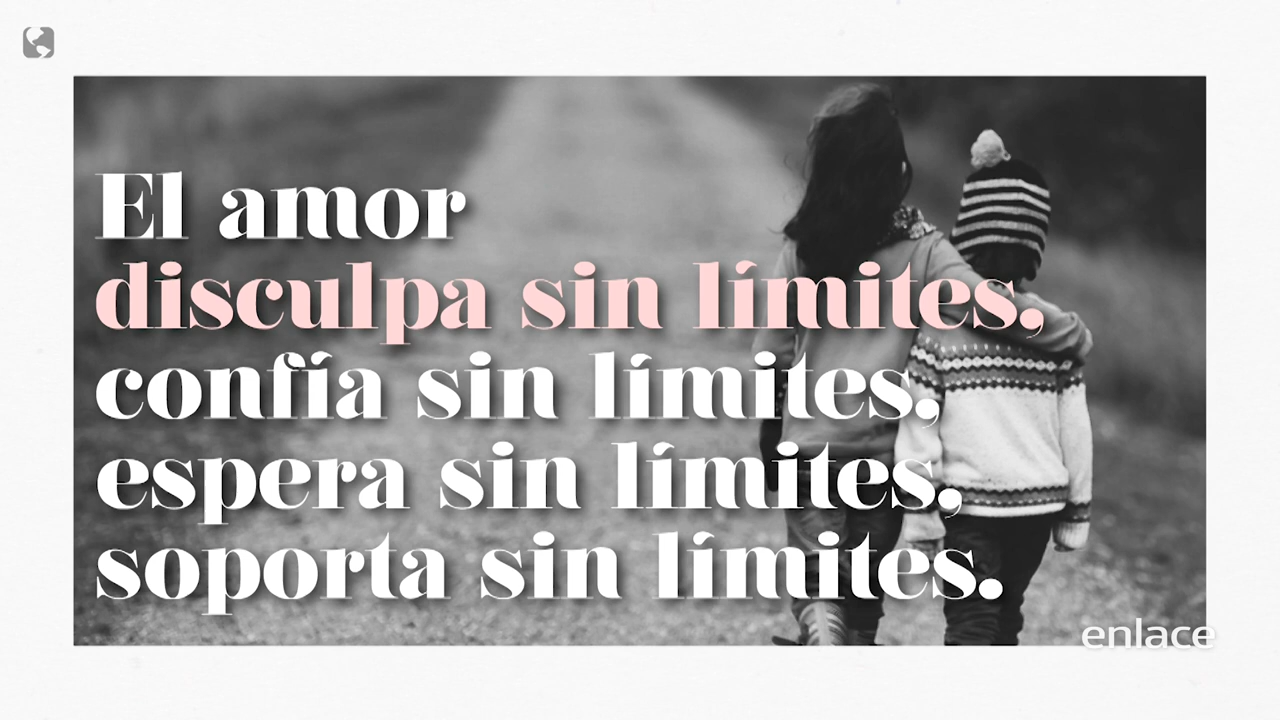 El amor
disculpa sin límites,
confía sin límites,
espera sin límites,
soporta sin límites.
enlace